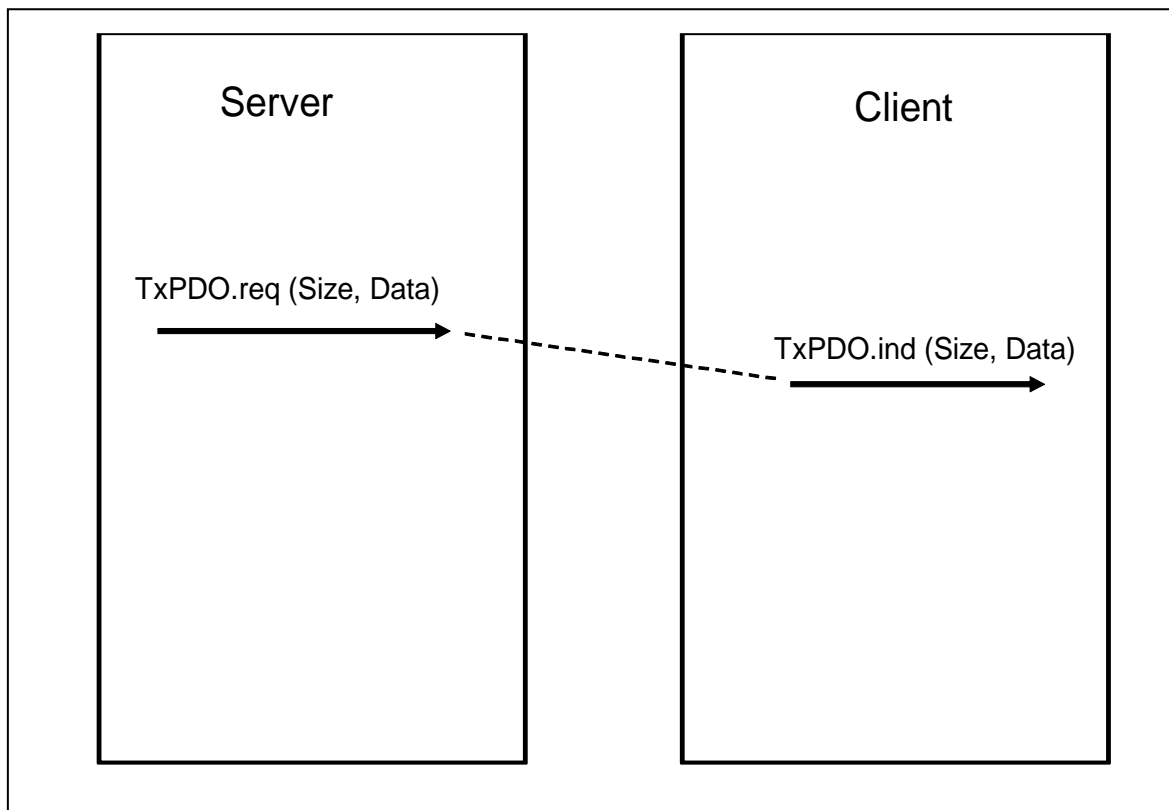 Server
Client
TxPDO.req (Size, Data)
TxPDO.ind (Size, Data)